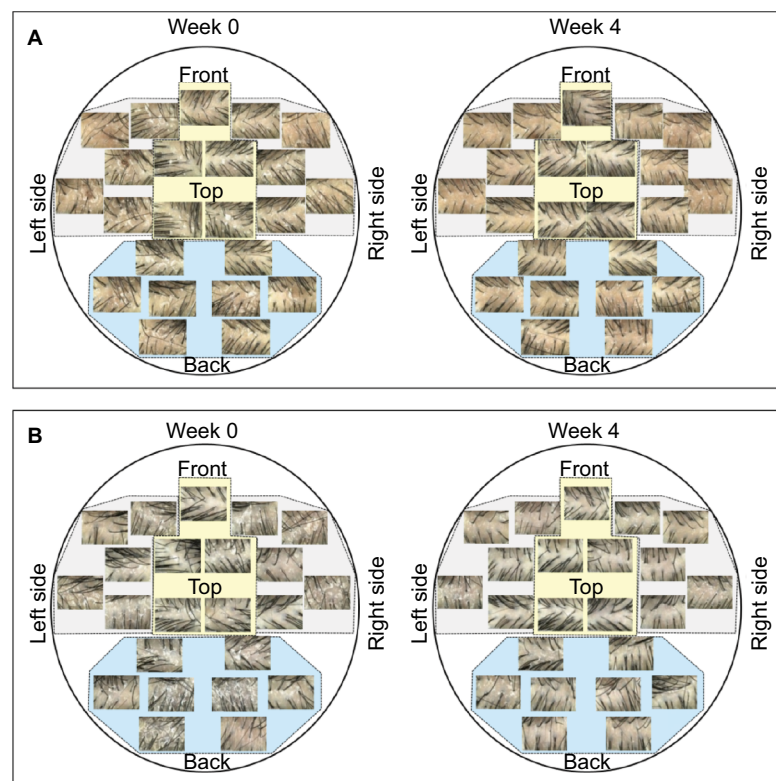 A
Week 0
Week 4
Front
Front
Left side
Top
Right side
Left side
Top
Right side
Back
Back
B
Week 0
Week 4
Front
Front
Left side
Top
Right side
Left side
Top
Right side
Back
Back